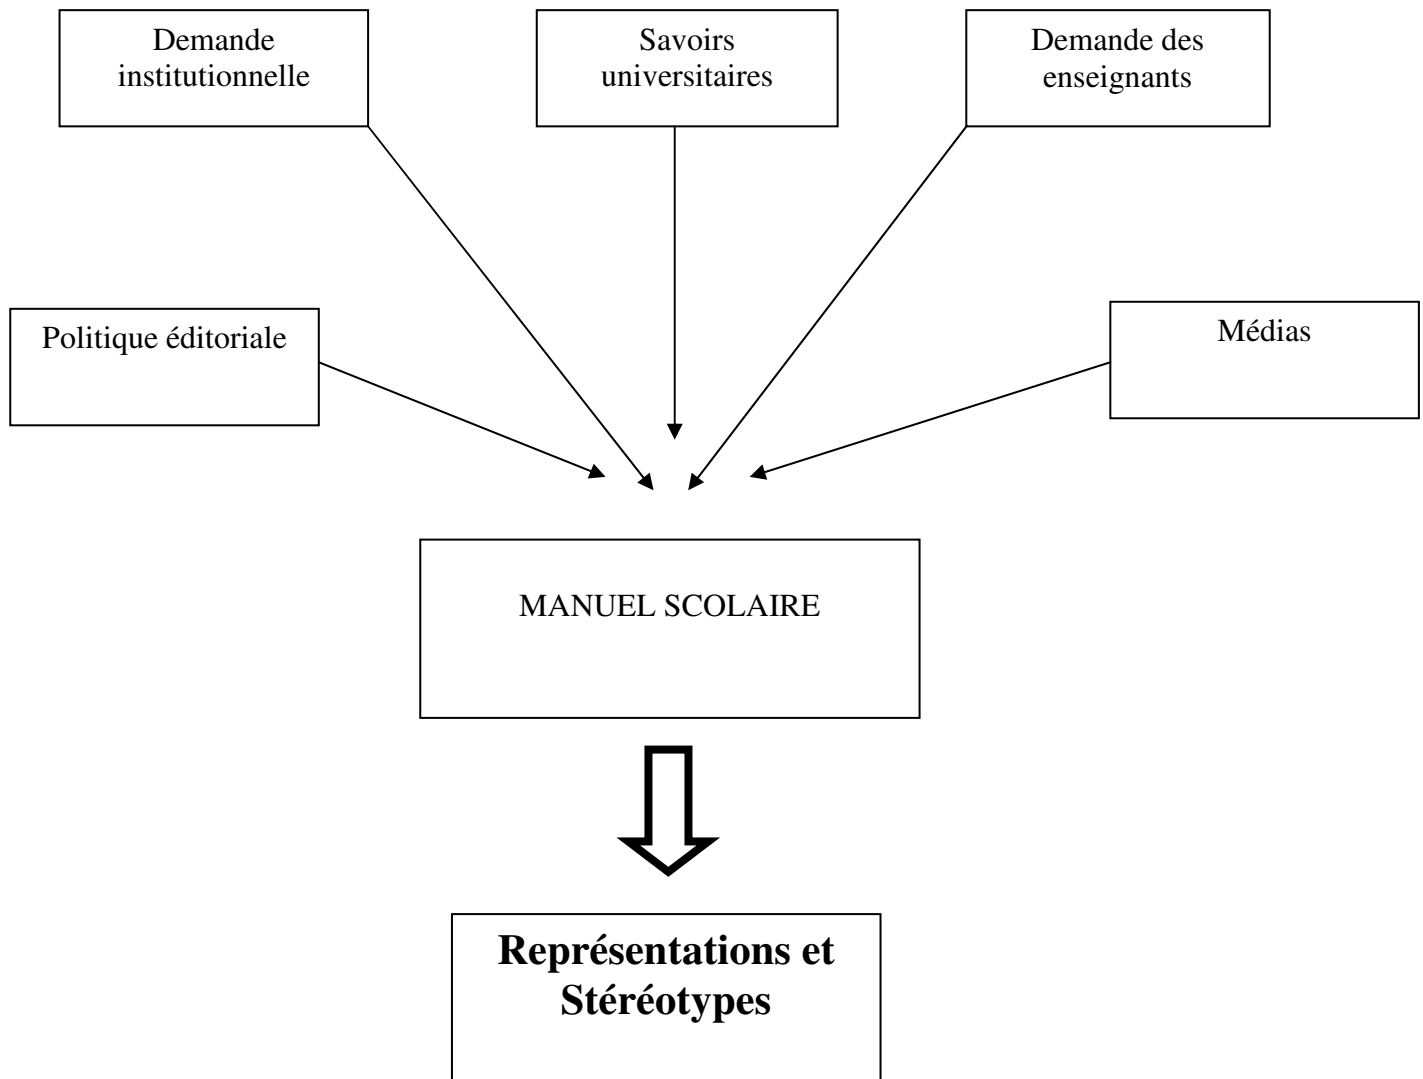 Demande
institutionnelle
Savoirs
universitaires
Demande des
enseignants
Politique éditoriale
Médias
MANUEL SCOLAIRE
Représentations et
Stéréotypes